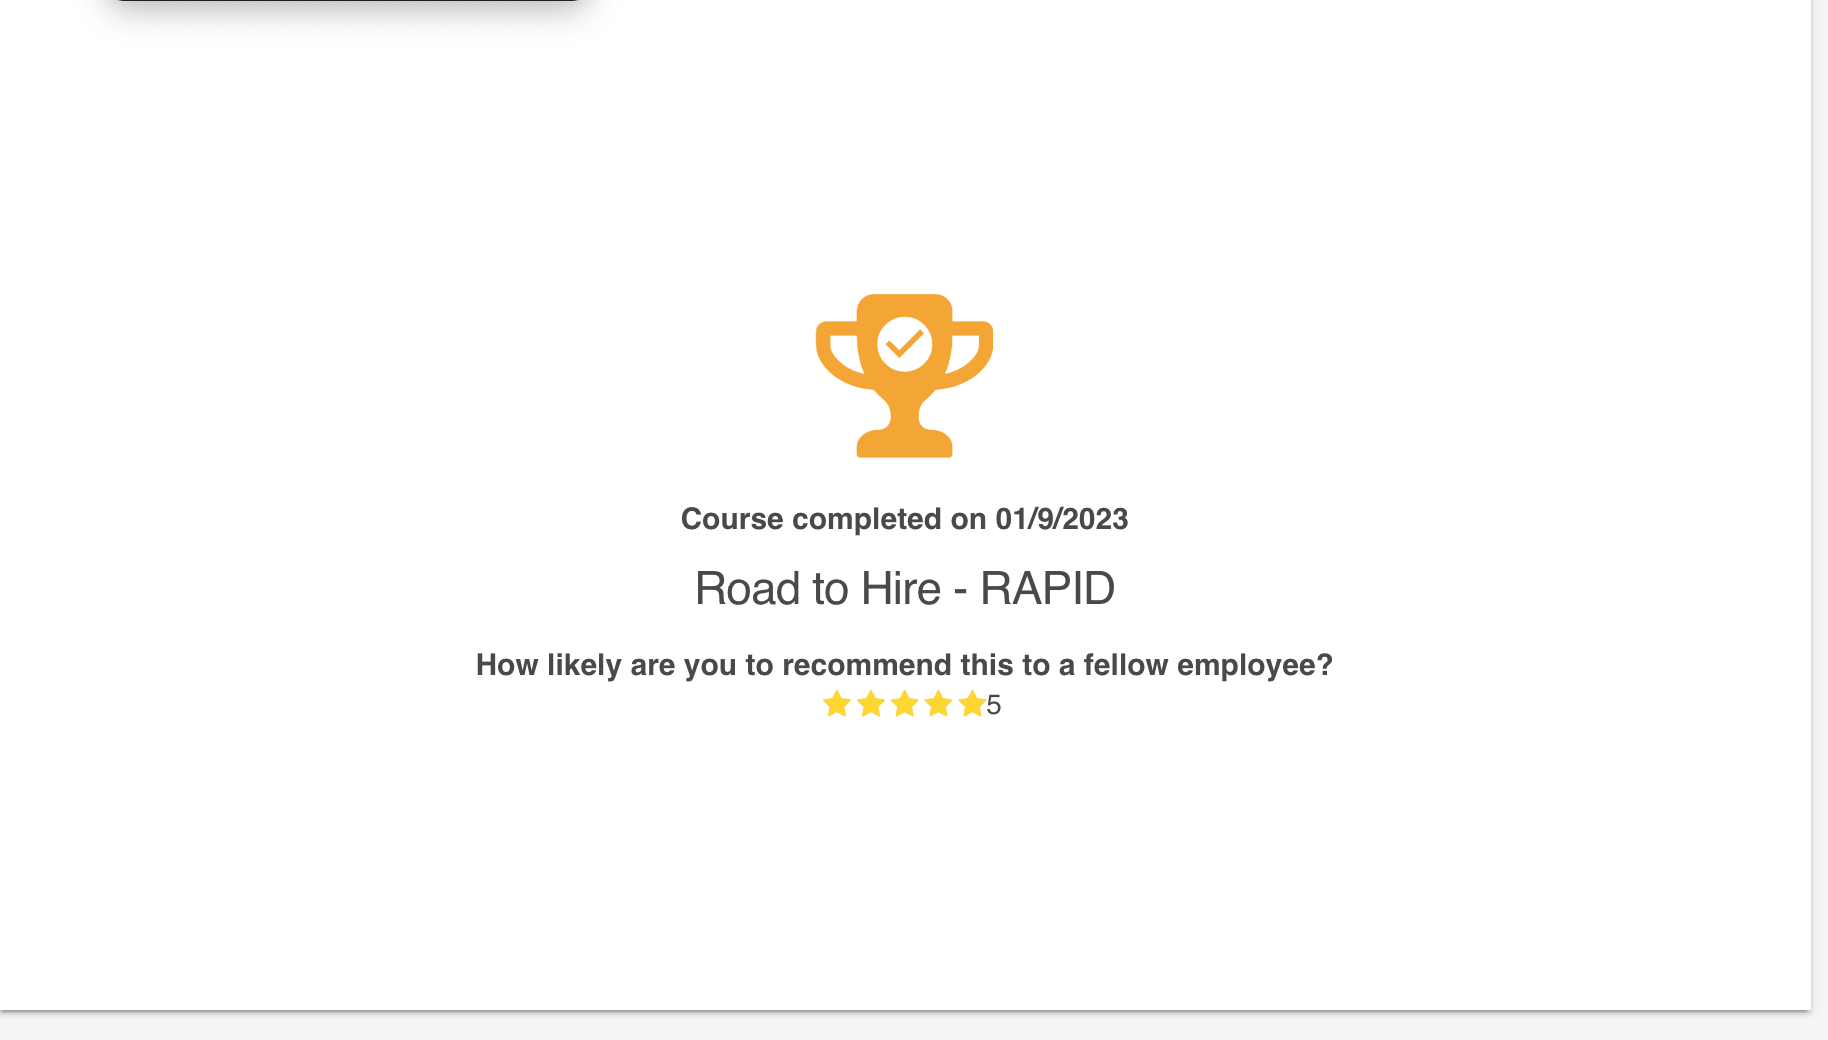 Course completed on 01/9/2023
Road to Hire - RAPID
How likely are you to recommend this to a fellow employee?
5